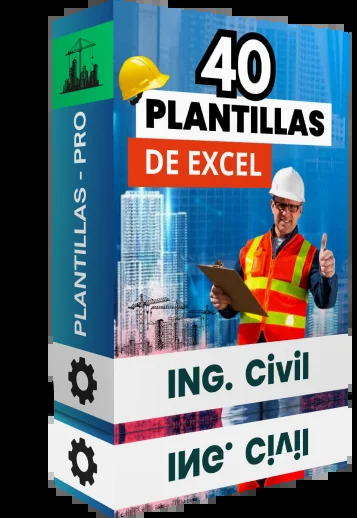 PLANTILLAS - PRO
40
PLANTILLAS
DE EXCEL
ING. Civil
ING. Civil